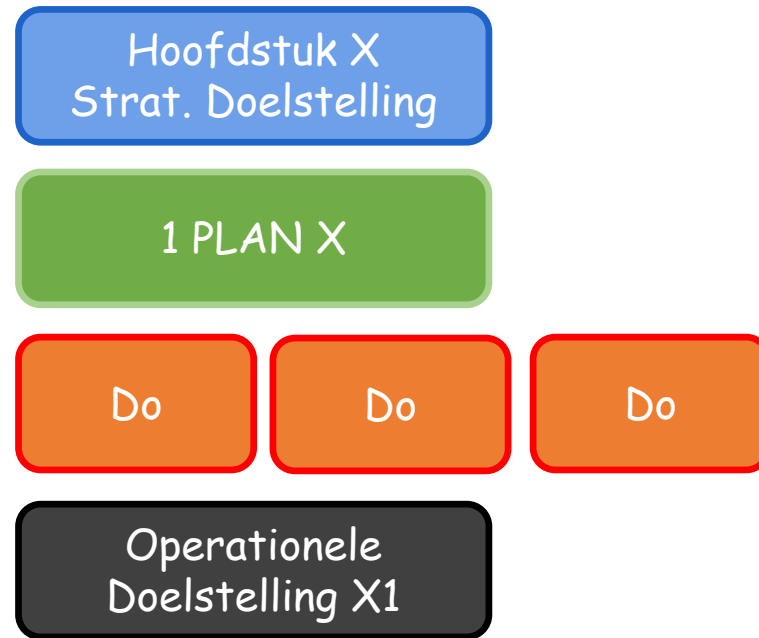 Hoofdstuk X
Strat. Doelstelling
1 PLAN X
Do
Do
Do
Operationele
Doelstelling X1